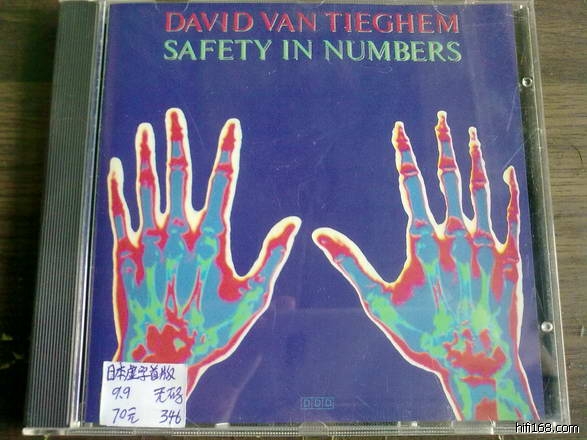 DAVID VAN TIEGHEM
SAFETY IN NUMBERS
日本虚字首版
9.9 无码
70元 346
DDD
hifi168.com